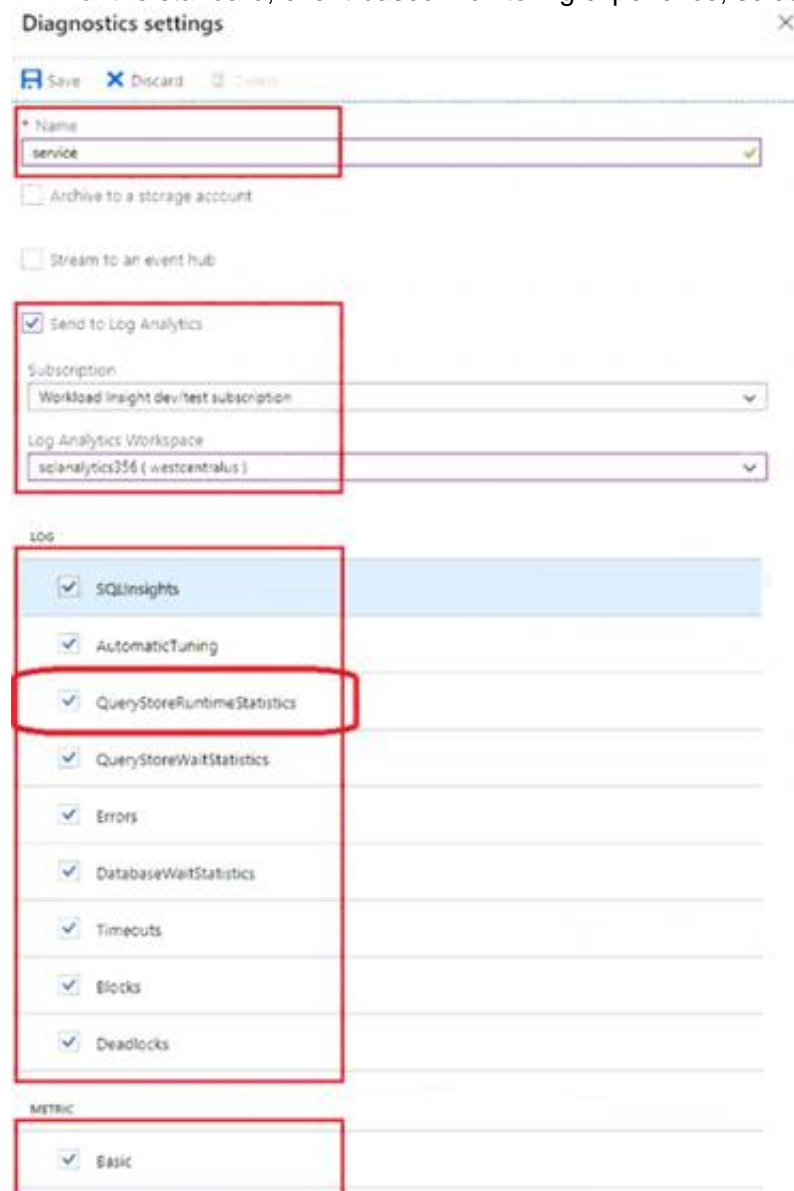 Diagnostics settings
Save Discard Delete
* Name
service
Archive to a storage account
Stream to an event hub
Send to Log Analytics
Subscription
Workload Insight dev/test subscription
Log Analytics Workspace
sqlanalytics356 ( westcentralus )
LOG
SQLInsights
AutomaticTuning
QueryStoreRuntimeStatistics
QueryStoreWaitStatistics
Errors
DatabaseWaitStatistics
Timeouts
Blocks
Deadlocks
METRIC
Basic